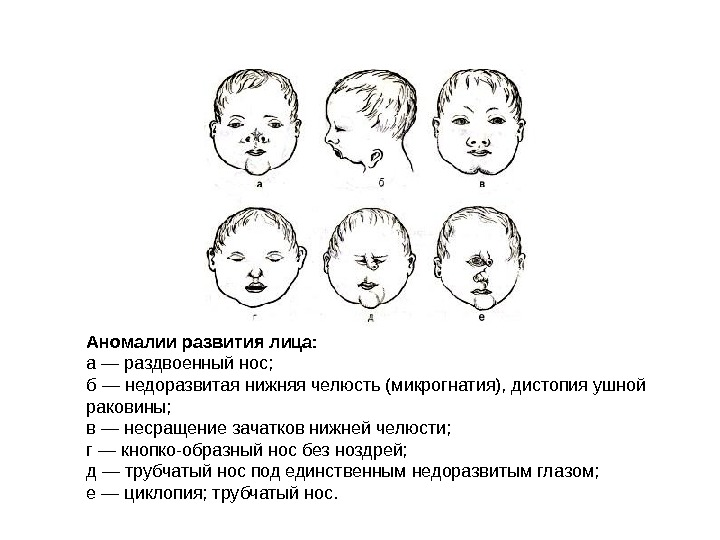 а б в
г д е
Аномалии развития лица:
а — раздвоенный нос;
б — недоразвитая нижняя челюсть (микрогнатия), дистопия ушной
раковины;
в — несращение зачатков нижней челюсти;
г — кнопко-образный нос без ноздрей;
д — трубчатый нос под единственным недоразвитым глазом;
е — циклопия; трубчатый нос.